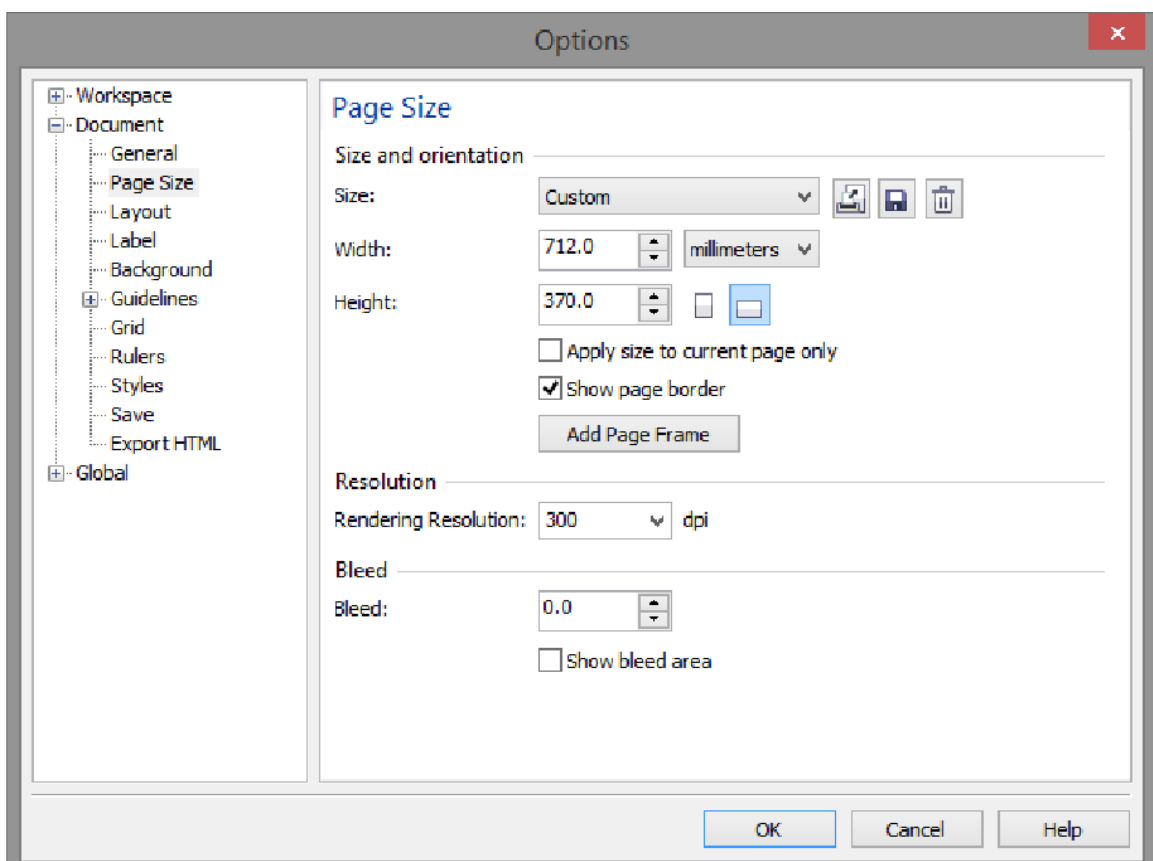 Options
Workspace
Document
General
Page Size
Layout
Label
Background
Guidelines
Grid
Rulers
Styles
Save
Export HTML
Global
Page Size
Size and orientation
Size: Custom
Width: 712.0 millimeters
Height: 370.0
Apply size to current page only
Show page border
Add Page Frame
Resolution
Rendering Resolution: 300 dpi
Bleed
Bleed: 0.0
Show bleed area
OK Cancel Help